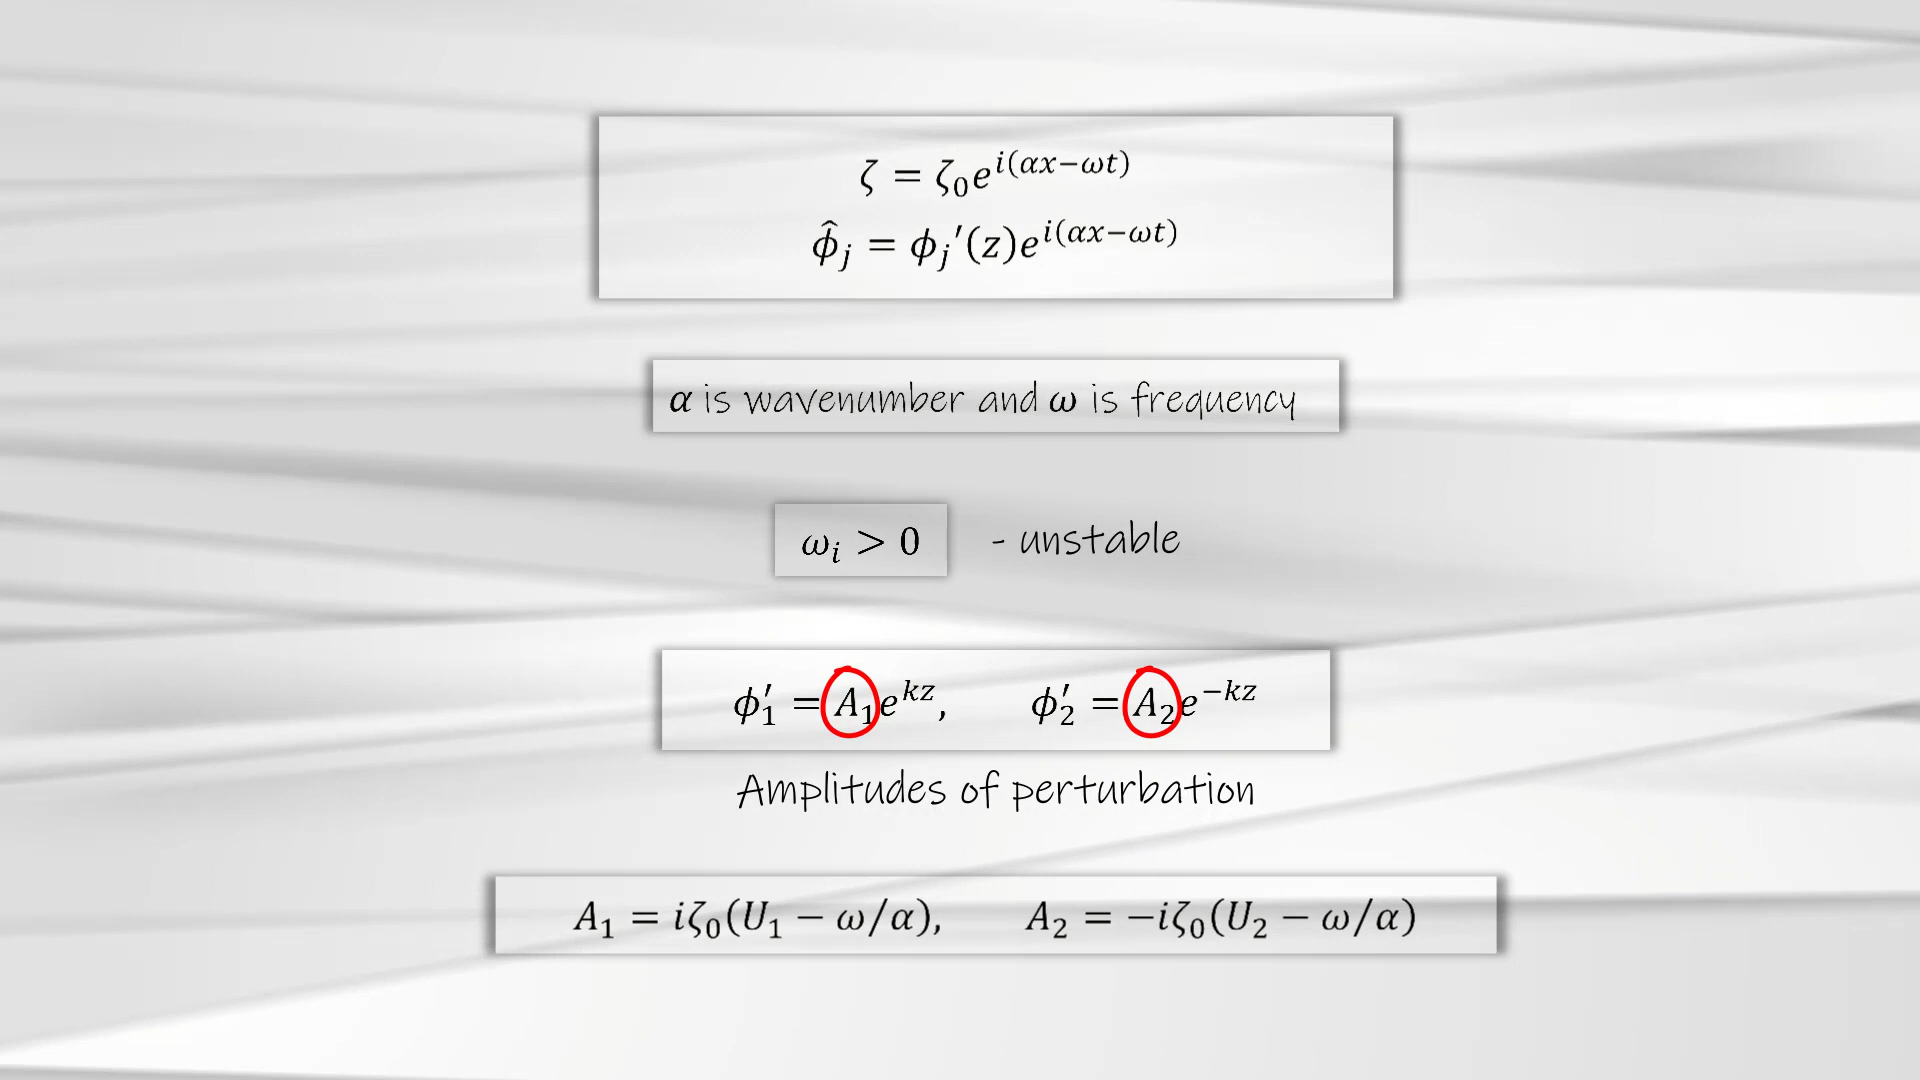 ζ = ζ₀e^{i(αx−ωt)}
ϕ̂ⱼ = ϕⱼ′(z)e^{i(αx−ωt)}
α is wavenumber and ω is frequency
ωᵢ > 0 - unstable
ϕ₁′ = A₁e^{kz}, ϕ₂′ = A₂e^{−kz}
Amplitudes of perturbation
A₁ = iζ₀(U₁ − ω/α), A₂ = −iζ₀(U₂ − ω/α)